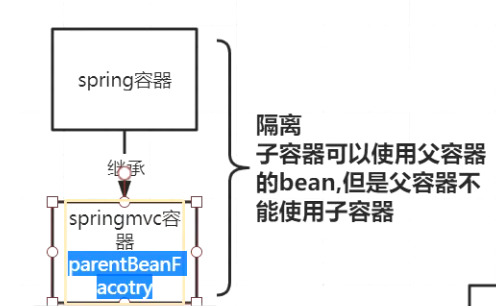 spring容器
继承
隔离
子容器可以使用父容器
的bean,但是父容器不
能使用子容器
springmvc容
器
parentBeanF
acotry